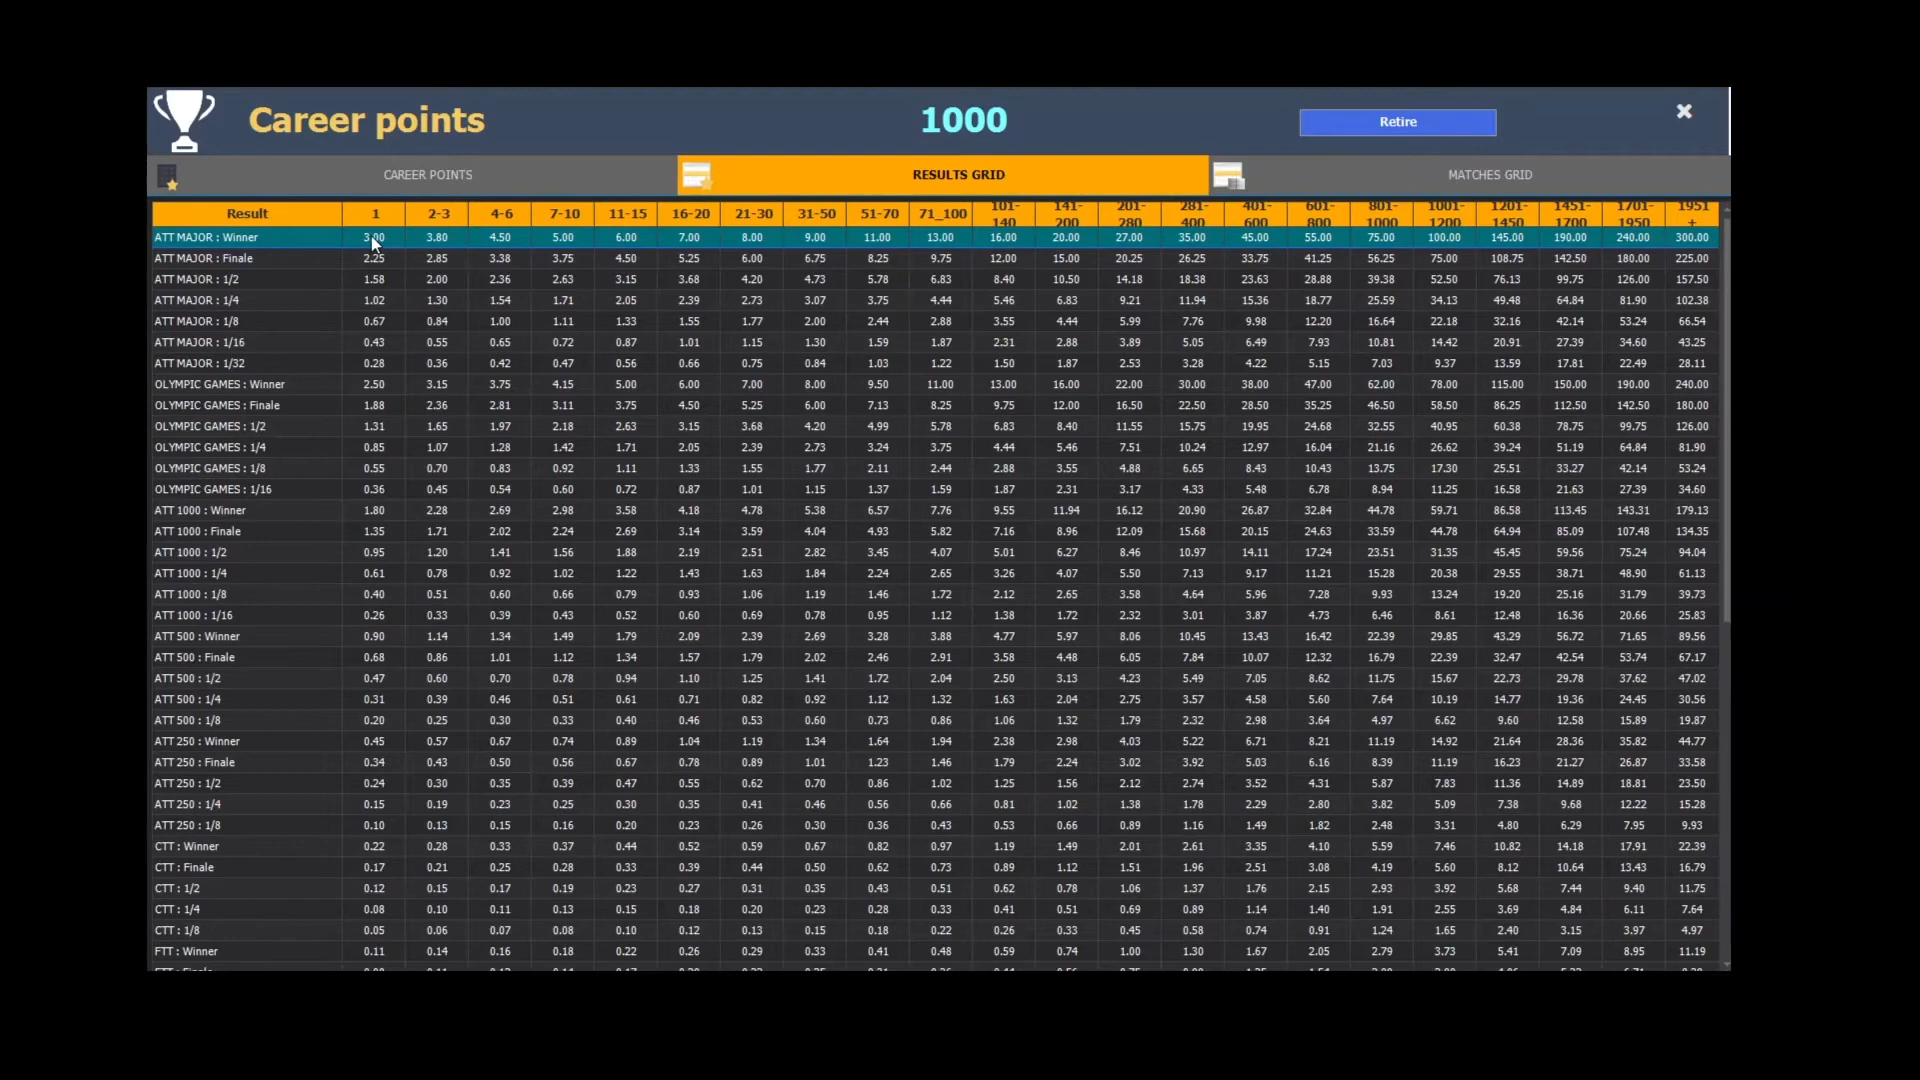 Career points 1000 Retire
CAREER POINTS RESULTS GRID MATCHES GRID
Result 1 2-3 4-6 7-10 11-15 16-20 21-30 31-50 51-70 71_100 101-140 141-200 201-280 281-400 401-600 601-800 801-1000 1001-1200 1201-1450 1451-1700 1701-1950 1951+
ATT MAJOR : Winner 3.00 3.80 4.50 5.00 6.00 7.00 8.00 9.00 11.00 13.00 16.00 20.00 27.00 35.00 45.00 55.00 75.00 100.00 145.00 190.00 240.00 300.00
ATT MAJOR : Finale 2.25 2.85 3.38 3.75 4.50 5.25 6.00 6.75 8.25 9.75 12.00 15.00 20.25 26.25 33.75 41.25 56.25 75.00 108.75 142.50 180.00 225.00
ATT MAJOR : 1/2 1.58 2.00 2.36 2.63 3.15 3.68 4.20 4.73 5.78 6.83 8.40 10.50 14.18 18.38 23.63 28.88 39.38 52.50 76.13 99.75 126.00 157.50
ATT MAJOR : 1/4 1.02 1.30 1.54 1.71 2.05 2.39 2.73 3.07 3.75 4.44 5.46 6.83 9.21 11.94 15.36 18.77 25.59 34.13 49.48 64.84 81.90 102.38
ATT MAJOR : 1/8 0.67 0.84 1.00 1.11 1.33 1.55 1.77 2.00 2.44 2.88 3.55 4.44 5.99 7.76 9.98 12.20 16.64 22.18 32.16 42.14 53.24 66.54
ATT MAJOR : 1/16 0.43 0.55 0.65 0.72 0.87 1.01 1.15 1.30 1.59 1.87 2.31 2.88 3.89 5.05 6.49 7.93 10.81 14.42 20.91 27.39 34.60 43.25
ATT MAJOR : 1/32 0.28 0.36 0.42 0.47 0.56 0.66 0.75 0.84 1.03 1.22 1.50 1.87 2.53 3.28 4.22 5.15 7.03 9.37 13.59 17.81 22.49 28.11
OLYMPIC GAMES : Winner 2.50 3.15 3.75 4.15 5.00 6.00 7.00 8.00 9.50 11.00 13.00 16.00 22.00 30.00 38.00 47.00 62.00 78.00 115.00 150.00 190.00 240.00
OLYMPIC GAMES : Finale 1.88 2.36 2.81 3.11 3.75 4.50 5.25 6.00 7.13 8.25 9.75 12.00 16.50 22.50 28.50 35.25 46.50 58.50 86.25 112.50 142.50 180.00
OLYMPIC GAMES : 1/2 1.31 1.65 1.97 2.18 2.63 3.15 3.68 4.20 4.99 5.78 6.83 8.40 11.55 15.75 19.95 24.68 32.55 40.95 60.38 78.75 99.75 126.00
OLYMPIC GAMES : 1/4 0.85 1.07 1.28 1.42 1.71 2.05 2.39 2.73 3.24 3.75 4.44 5.46 7.51 10.24 12.97 16.04 21.16 26.62 39.24 51.19 64.84 81.90
OLYMPIC GAMES : 1/8 0.55 0.70 0.83 0.92 1.11 1.33 1.55 1.77 2.11 2.44 2.88 3.55 4.88 6.65 8.43 10.43 13.75 17.30 25.51 33.27 42.14 53.24
OLYMPIC GAMES : 1/16 0.36 0.45 0.54 0.60 0.72 0.87 1.01 1.15 1.37 1.59 1.87 2.31 3.17 4.33 5.48 6.78 8.94 11.25 16.58 21.63 27.39 34.60
ATT 1000 : Winner 1.80 2.28 2.69 2.98 3.58 4.18 4.78 5.38 6.57 7.76 9.55 11.94 16.12 20.90 26.87 32.84 44.78 59.71 86.58 113.45 143.31 179.13
ATT 1000 : Finale 1.35 1.71 2.02 2.24 2.69 3.14 3.59 4.04 4.93 5.82 7.16 8.96 12.09 15.68 20.15 24.63 33.59 44.78 64.94 85.09 107.48 134.35
ATT 1000 : 1/2 0.95 1.20 1.41 1.56 1.88 2.19 2.51 2.82 3.45 4.07 5.01 6.27 8.46 10.97 14.11 17.24 23.51 31.35 45.45 59.56 75.24 94.04
ATT 1000 : 1/4 0.61 0.78 0.92 1.02 1.22 1.43 1.63 1.84 2.24 2.65 3.26 4.07 5.50 7.13 9.17 11.21 15.28 20.38 29.55 38.71 48.90 61.13
ATT 1000 : 1/8 0.40 0.51 0.60 0.66 0.79 0.93 1.06 1.19 1.46 1.72 2.12 2.65 3.58 4.64 5.96 7.28 9.93 13.24 19.20 25.16 31.79 39.73
ATT 1000 : 1/16 0.26 0.33 0.39 0.43 0.52 0.60 0.69 0.78 0.95 1.12 1.38 1.72 2.32 3.01 3.87 4.73 6.46 8.61 12.48 16.36 20.66 25.83
ATT 500 : Winner 0.90 1.14 1.34 1.49 1.79 2.09 2.39 2.69 3.28 3.88 4.77 5.97 8.06 10.45 13.43 16.42 22.39 29.85 43.29 56.72 71.65 89.56
ATT 500 : Finale 0.68 0.86 1.01 1.12 1.34 1.57 1.79 2.02 2.46 2.91 3.58 4.48 6.05 7.84 10.07 12.32 16.79 22.39 32.47 42.54 53.74 67.17
ATT 500 : 1/2 0.47 0.60 0.70 0.78 0.94 1.10 1.25 1.41 1.72 2.04 2.50 3.13 4.23 5.49 7.05 8.62 11.75 15.67 22.73 29.78 37.62 47.02
ATT 500 : 1/4 0.31 0.39 0.46 0.51 0.61 0.71 0.82 0.92 1.12 1.32 1.63 2.04 2.75 3.57 4.58 5.60 7.64 10.19 14.77 19.36 24.45 30.56
ATT 500 : 1/8 0.20 0.25 0.30 0.33 0.40 0.46 0.53 0.60 0.73 0.86 1.06 1.32 1.79 2.32 2.98 3.64 4.97 6.62 9.60 12.58 15.89 19.87
ATT 250 : Winner 0.45 0.57 0.67 0.74 0.89 1.04 1.19 1.34 1.64 1.94 2.38 2.98 4.03 5.22 6.71 8.21 11.19 14.92 21.64 28.36 35.82 44.77
ATT 250 : Finale 0.34 0.43 0.50 0.56 0.67 0.78 0.89 1.01 1.23 1.46 1.79 2.24 3.02 3.92 5.03 6.16 8.39 11.19 16.23 21.27 26.87 33.58
ATT 250 : 1/2 0.24 0.30 0.35 0.39 0.47 0.55 0.62 0.70 0.86 1.02 1.25 1.56 2.12 2.74 3.52 4.31 5.87 7.83 11.36 14.89 18.81 23.50
ATT 250 : 1/4 0.15 0.19 0.23 0.25 0.30 0.35 0.41 0.46 0.56 0.66 0.81 1.02 1.38 1.78 2.29 2.80 3.82 5.09 7.38 9.68 12.22 15.28
ATT 250 : 1/8 0.10 0.13 0.15 0.16 0.20 0.23 0.26 0.30 0.36 0.43 0.53 0.66 0.89 1.16 1.49 1.82 2.48 3.31 4.80 6.29 7.95 9.93
CTT : Winner 0.22 0.28 0.33 0.37 0.44 0.52 0.59 0.67 0.82 0.97 1.19 1.49 2.01 2.61 3.35 4.10 5.59 7.46 10.82 14.18 17.91 22.39
CTT : Finale 0.17 0.21 0.25 0.28 0.33 0.39 0.44 0.50 0.62 0.73 0.89 1.12 1.51 1.96 2.51 3.08 4.19 5.60 8.12 10.64 13.43 16.79
CTT : 1/2 0.12 0.15 0.17 0.19 0.23 0.27 0.31 0.35 0.43 0.51 0.62 0.78 1.06 1.37 1.76 2.15 2.93 3.92 5.68 7.44 9.40 11.75
CTT : 1/4 0.08 0.10 0.11 0.13 0.15 0.18 0.20 0.23 0.28 0.33 0.41 0.51 0.69 0.89 1.14 1.40 1.91 2.55 3.69 4.84 6.11 7.64
CTT : 1/8 0.05 0.06 0.07 0.08 0.10 0.12 0.13 0.15 0.18 0.22 0.26 0.33 0.45 0.58 0.74 0.91 1.24 1.65 2.40 3.15 3.97 4.97
FTT : Winner 0.11 0.14 0.16 0.18 0.22 0.26 0.29 0.33 0.41 0.48 0.59 0.74 1.00 1.30 1.67 2.05 2.79 3.73 5.41 7.09 8.95 11.19